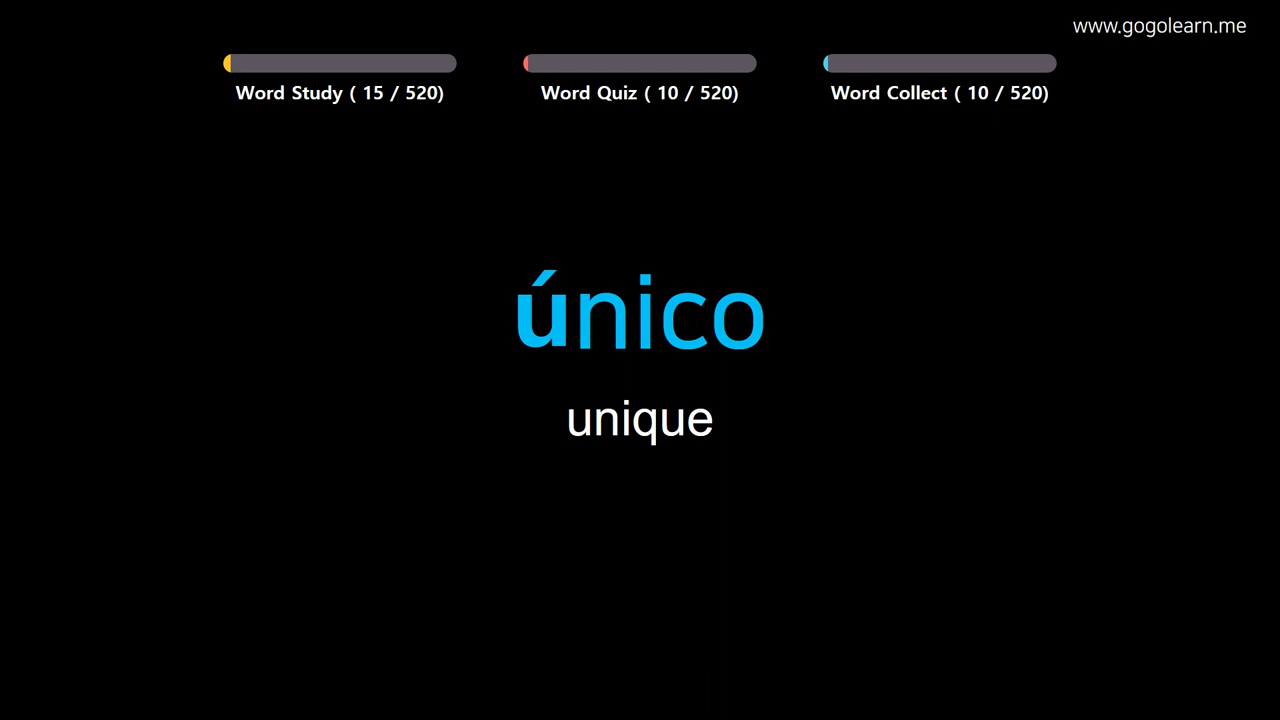 www.gogolearn.me
Word Study ( 15 / 520)
Word Quiz ( 10 / 520)
Word Collect ( 10 / 520)
único
unique